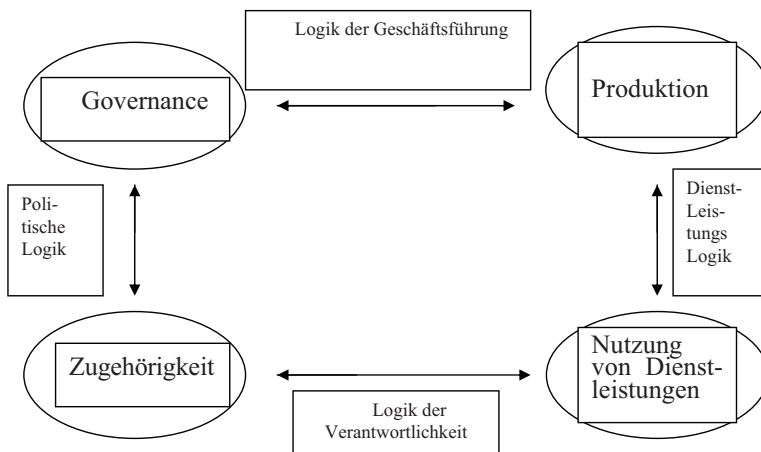 Logik der Geschäftsführung
Governance
Produktion
Poli-
tische
Logik
Dienst-
Leis-
tungs
Logik
Zugehörigkeit
Nutzung
von Dienst-
leistungen
Logik der
Verantwortlichkeit